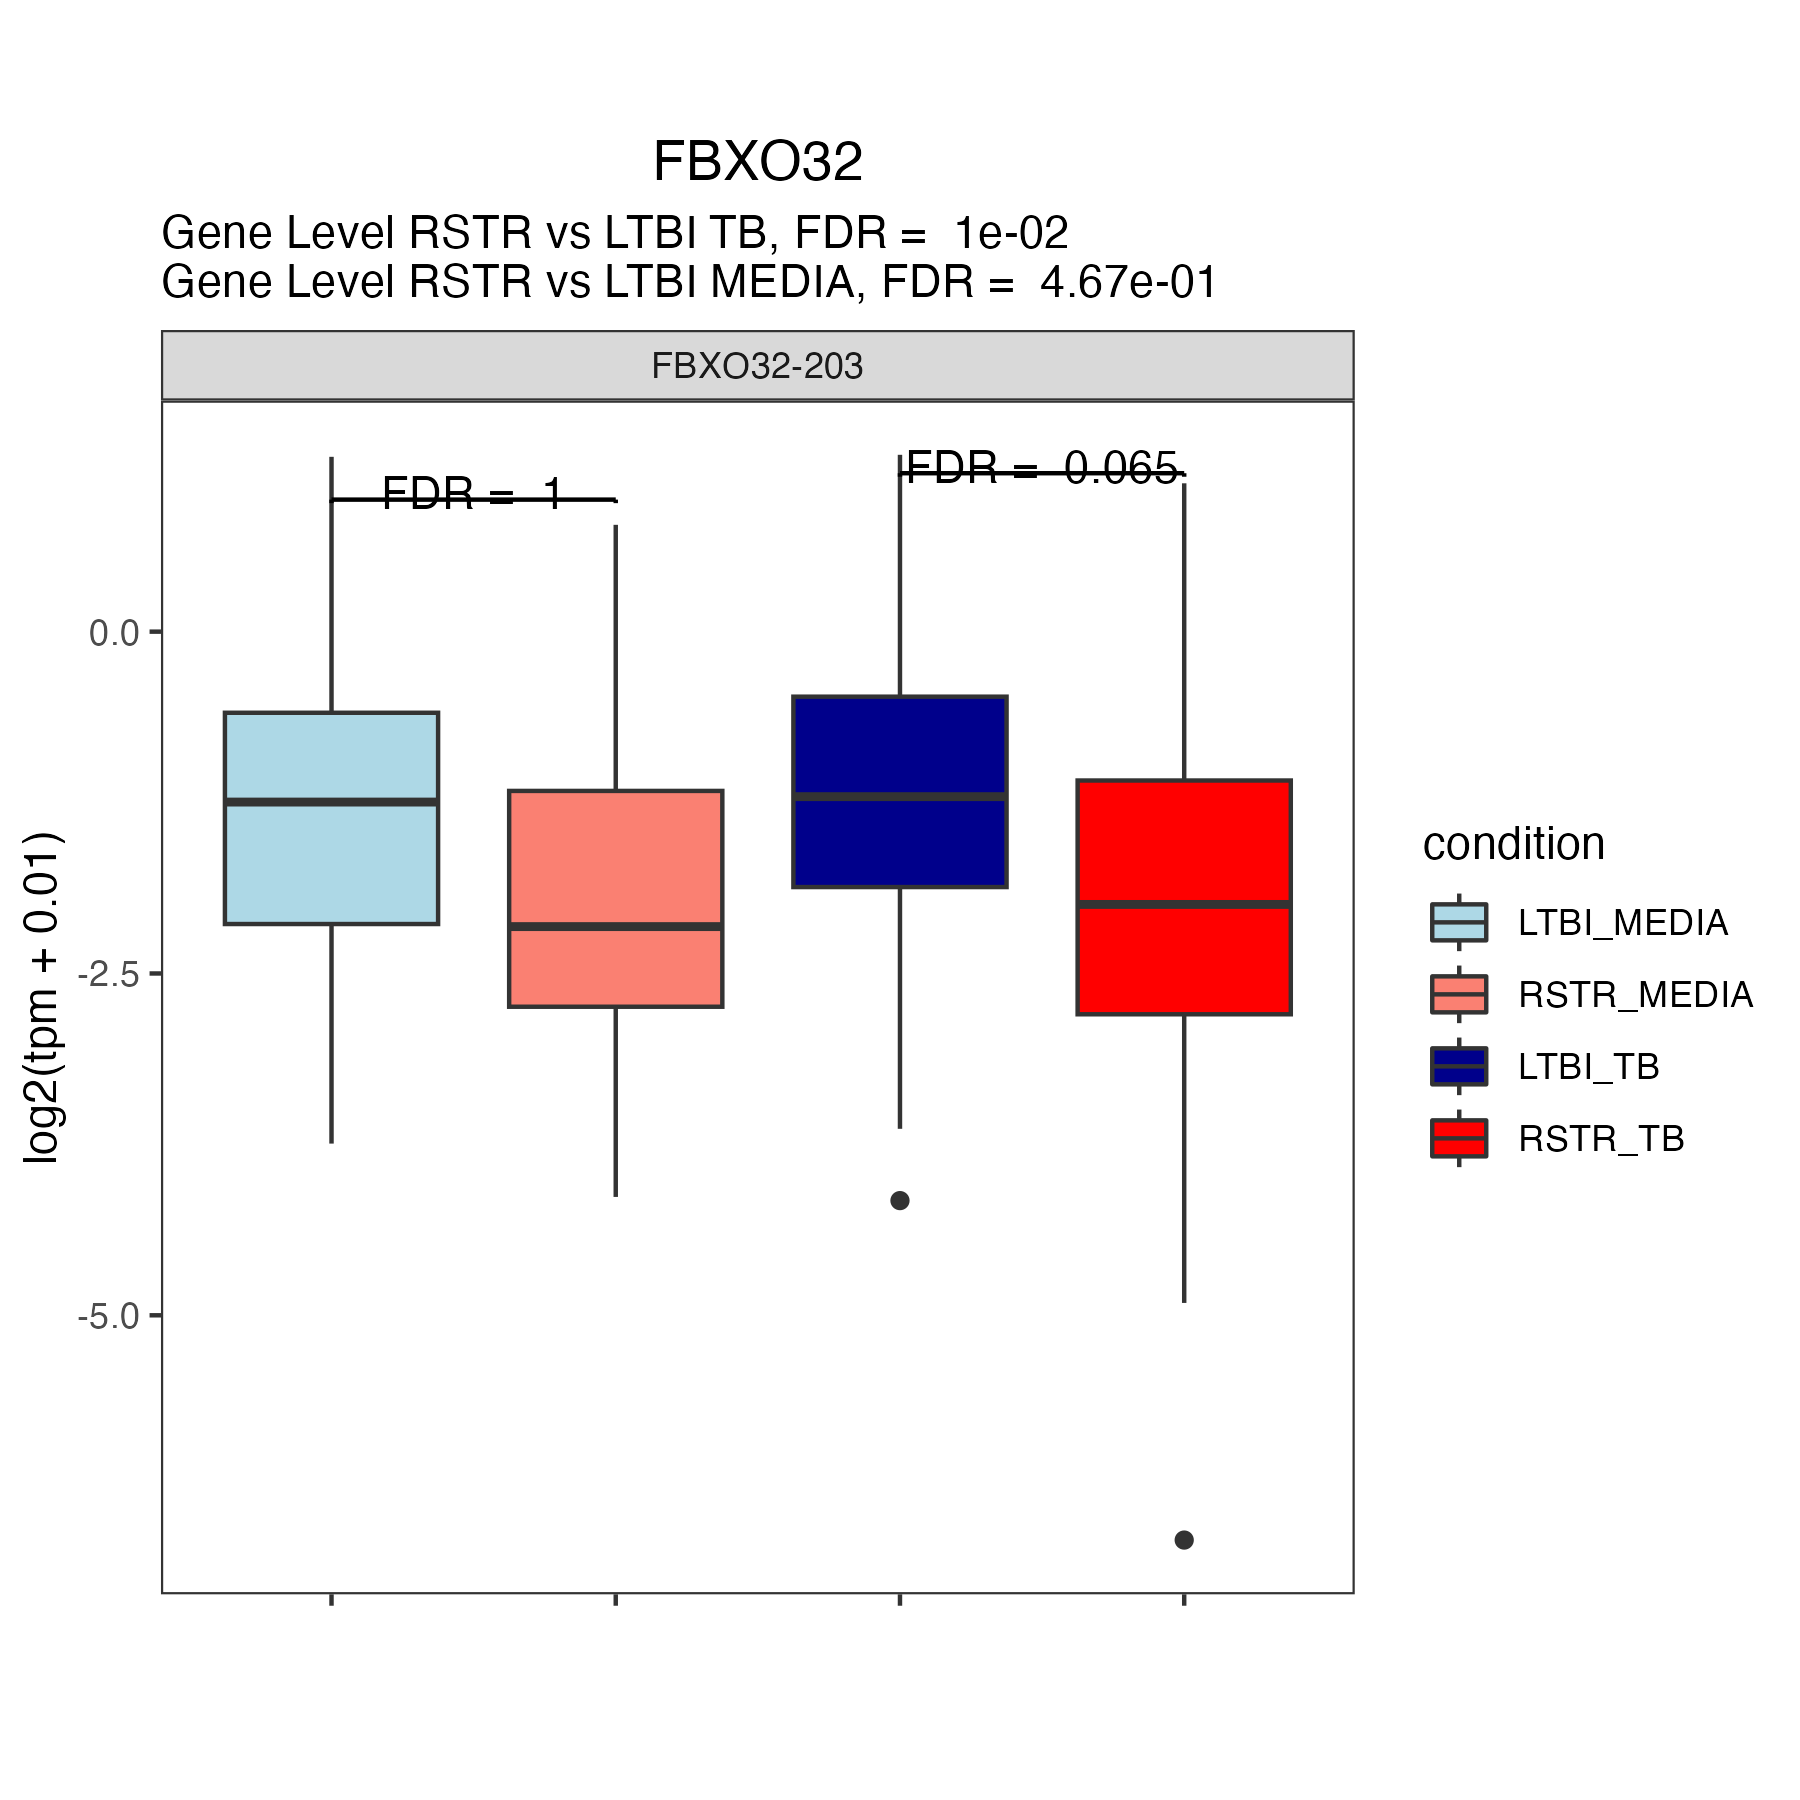 FBXO32
Gene Level RSTR vs LTBI TB, FDR =  1e-02
Gene Level RSTR vs LTBI MEDIA, FDR =  4.67e-01
FBXO32-203
FDR =  1
FDR =  0.065
0.0
-2.5
-5.0
log2(tpm + 0.01)
condition
LTBI_MEDIA
RSTR_MEDIA
LTBI_TB
RSTR_TB